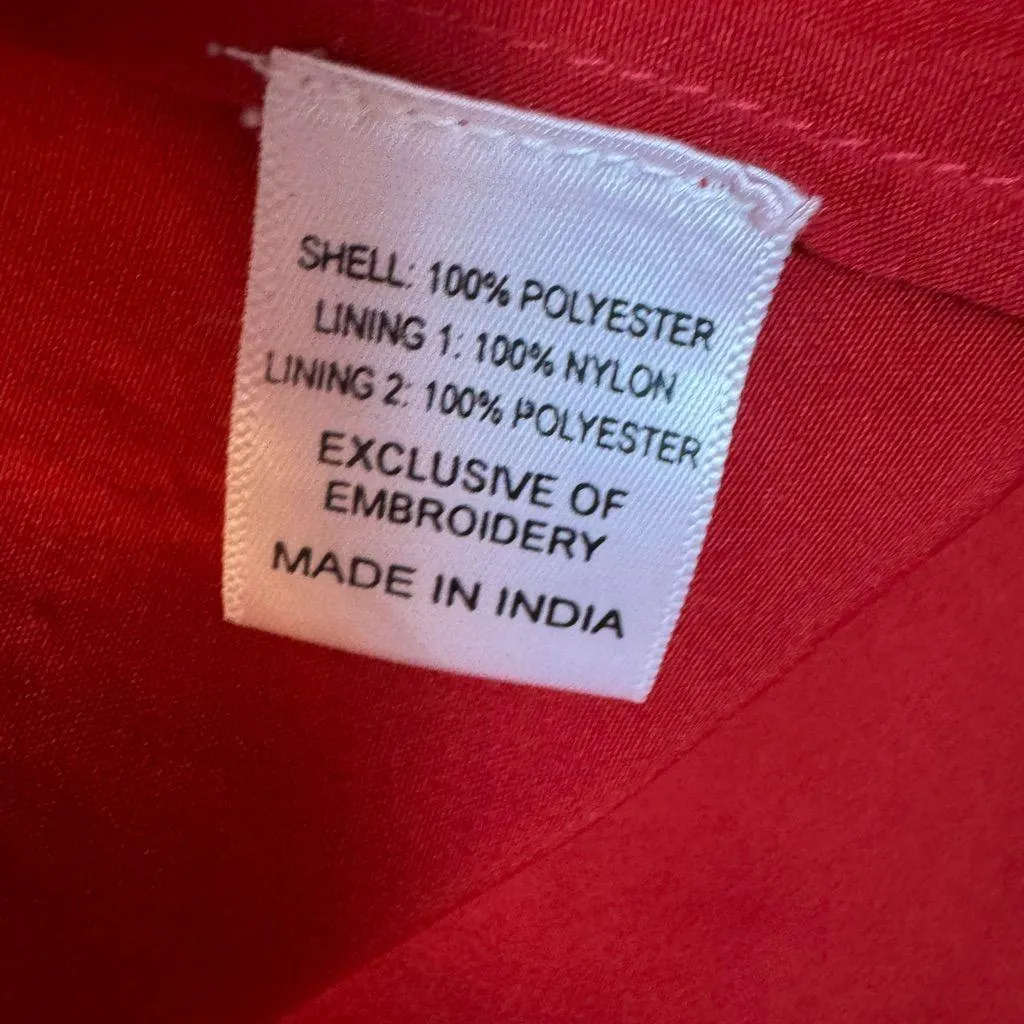 SHELL: 100% POLYESTER
LINING 1: 100% NYLON
LINING 2: 100% POLYESTER
EXCLUSIVE OF
EMBROIDERY
MADE IN INDIA